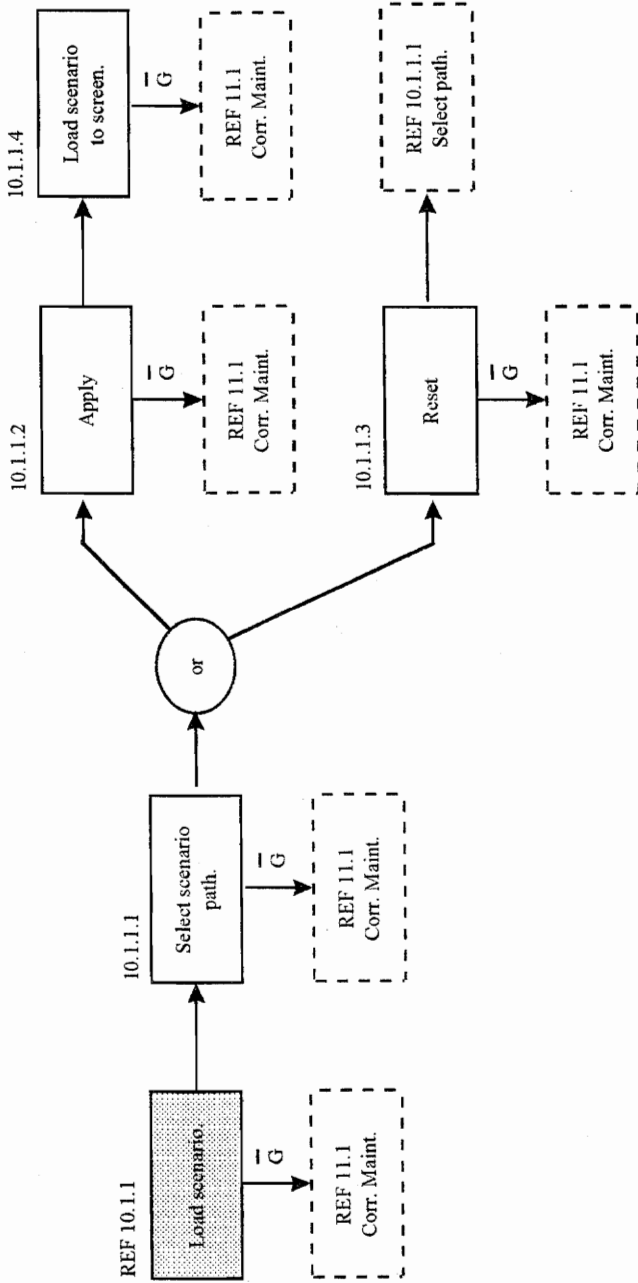 REF 10.1.1
Load scenario.
G
REF 11.1
Corr. Maint.
10.1.1.1
Select scenario
path.
G
REF 11.1
Corr. Maint.
or
10.1.1.2
Apply
G
REF 11.1
Corr. Maint.
10.1.1.4
Load scenario
to screen.
G
REF 11.1
Corr. Maint.
10.1.1.3
Reset
G
REF 11.1
Corr. Maint.
REF 10.1.1.1
Select path.